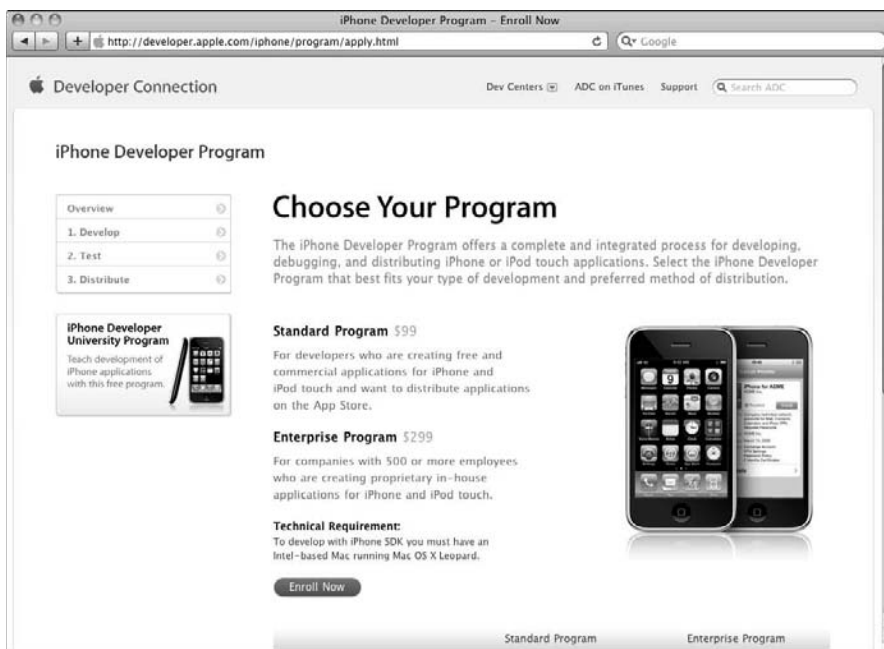 iPhone Developer Program – Enroll Now
http://developer.apple.com/iphone/program/apply.html
Google
Developer Connection
Dev Centers
ADC on iTunes
Support
Search ADC
iPhone Developer Program
Overview
1. Develop
2. Test
3. Distribute
iPhone Developer
University Program
Teach development of
iPhone applications
with this free program.
Choose Your Program
The iPhone Developer Program offers a complete and integrated process for developing,
debugging, and distributing iPhone or iPod touch applications. Select the iPhone Developer
Program that best fits your type of development and preferred method of distribution.
Standard Program $99
For developers who are creating free and
commercial applications for iPhone and
iPod touch and want to distribute applications
on the App Store.
Enterprise Program $299
For companies with 500 or more employees
who are creating proprietary in-house
applications for iPhone and iPod touch.
Technical Requirement:
To develop with iPhone SDK you must have an
Intel-based Mac running Mac OS X Leopard.
Enroll Now
iPhone for ACME
Standard Program
Enterprise Program